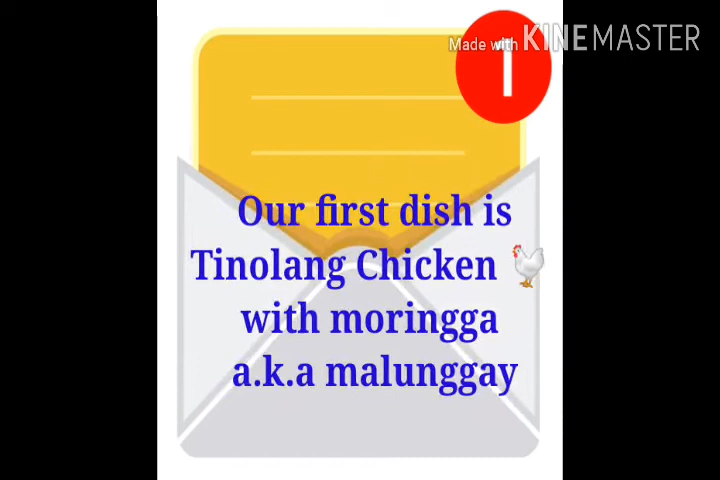 1
Made with KINEMASTER
Our first dish is
Tinolang Chicken 🐓
with moringga
a.k.a malunggay